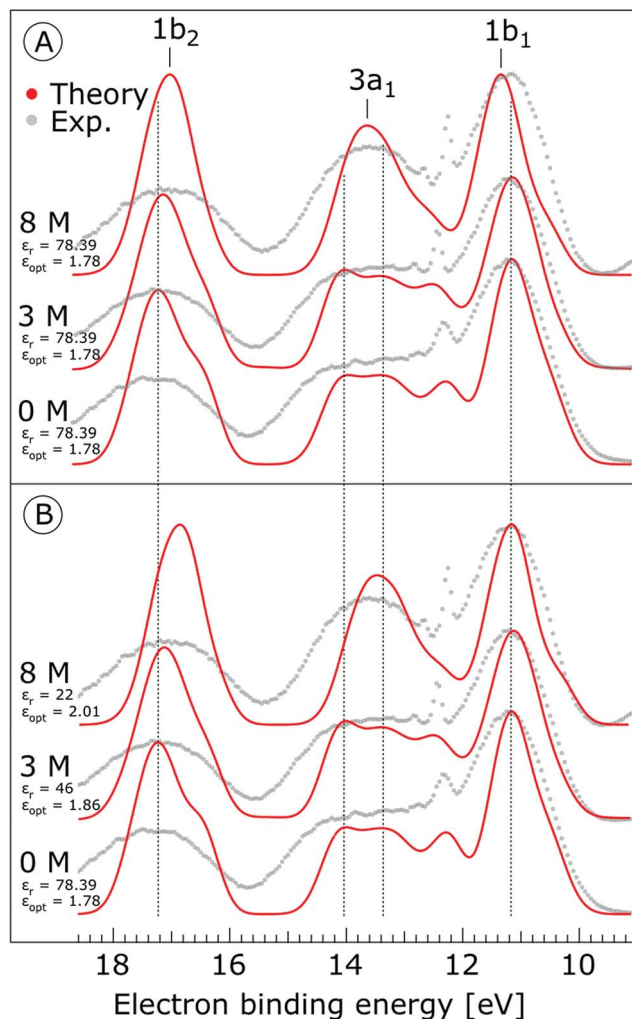 A
1b₂
3a₁
1b₁
Theory
Exp.
8 M
εᵣ = 78.39
εₒₚₜ = 1.78
3 M
εᵣ = 78.39
εₒₚₜ = 1.78
0 M
εᵣ = 78.39
εₒₚₜ = 1.78
B
8 M
εᵣ = 22
εₒₚₜ = 2.01
3 M
εᵣ = 46
εₒₚₜ = 1.86
0 M
εᵣ = 78.39
εₒₚₜ = 1.78
18 16 14 12 10
Electron binding energy [eV]